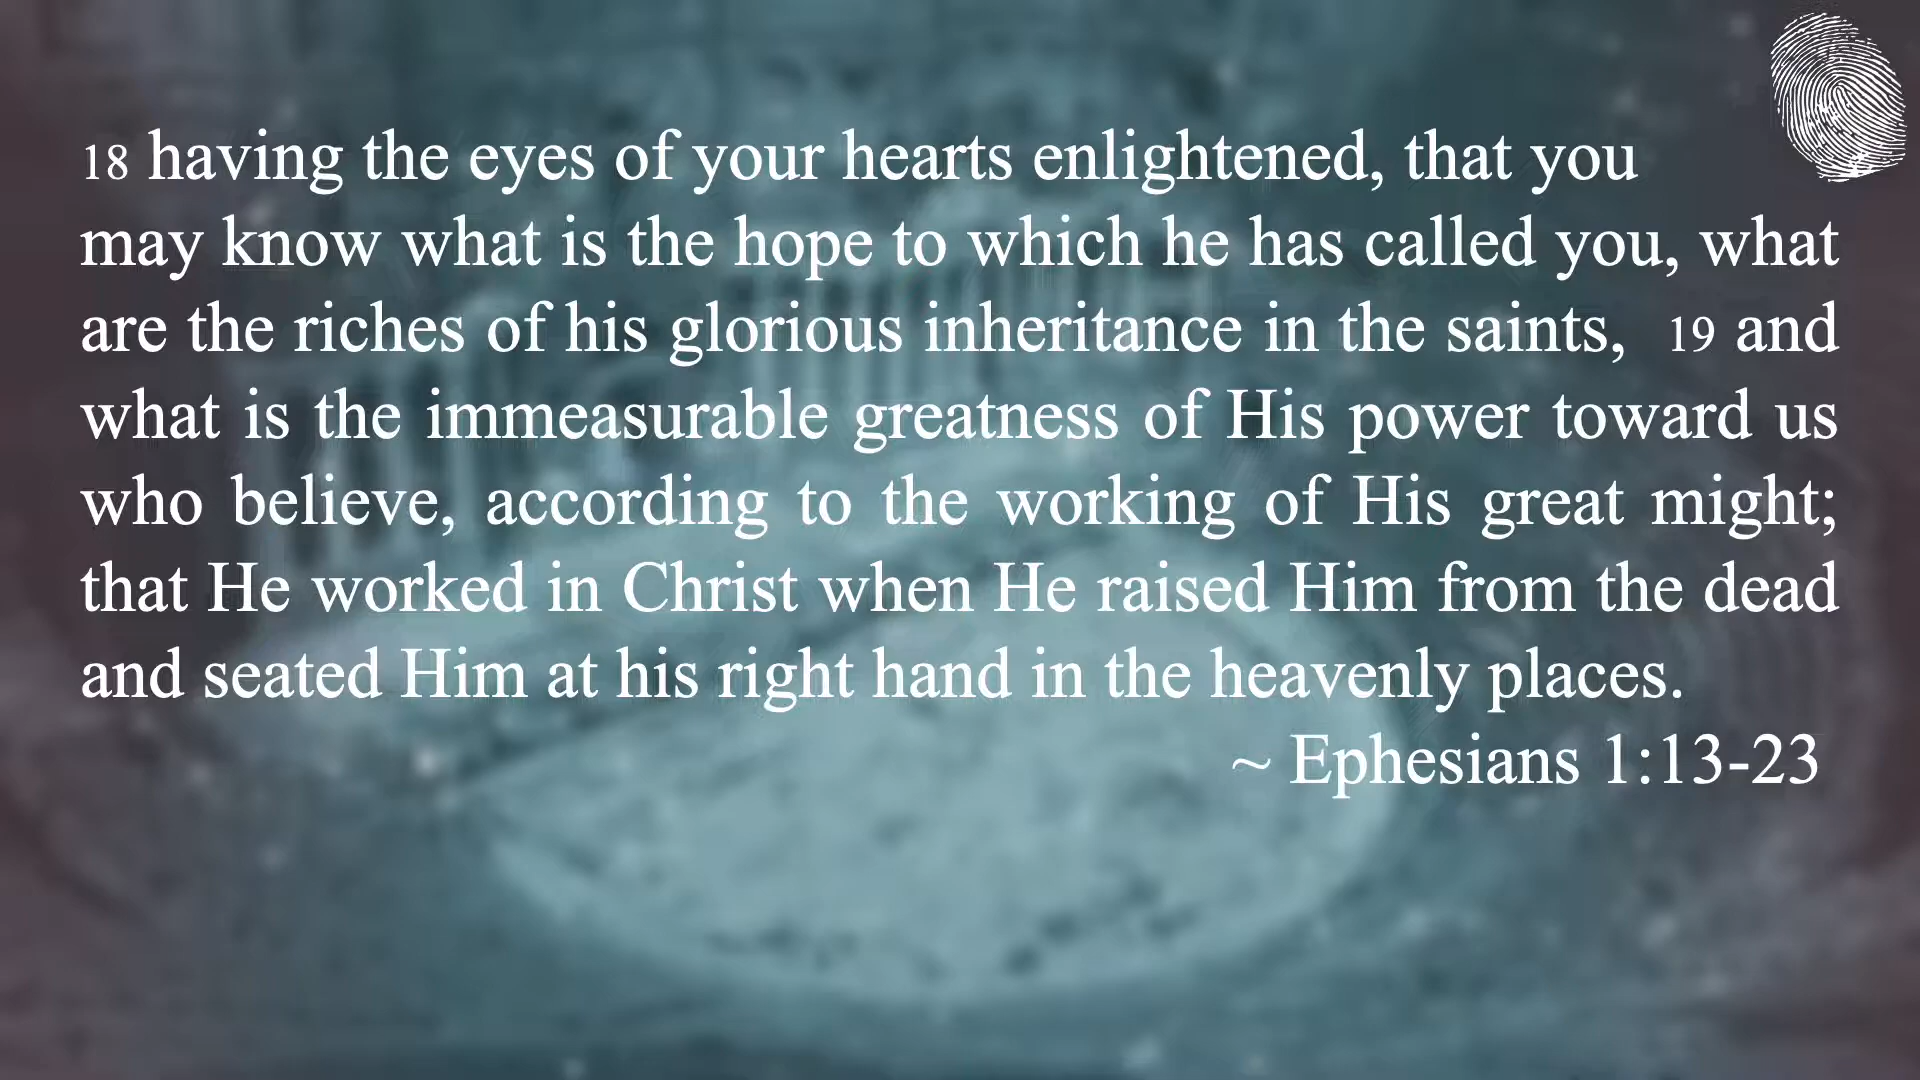 18 having the eyes of your hearts enlightened, that you
may know what is the hope to which he has called you, what
are the riches of his glorious inheritance in the saints, 19 and
what is the immeasurable greatness of His power toward us
who believe, according to the working of His great might;
that He worked in Christ when He raised Him from the dead
and seated Him at his right hand in the heavenly places.
~ Ephesians 1:13-23